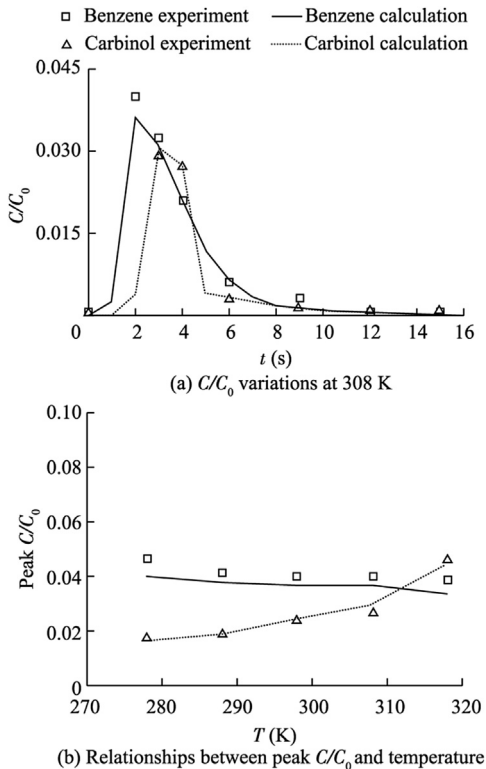 Benzene experiment Benzene calculation
Carbinol experiment Carbinol calculation
0.045
0.030
0.015
C/C₀
0 2 4 6 8 10 12 14 16
t (s)
(a) C/C₀ variations at 308 K
0.10
0.08
0.06
0.04
0.02
0
Peak C/C₀
270 280 290 300 310 320
T (K)
(b) Relationships between peak C/C₀ and temperature